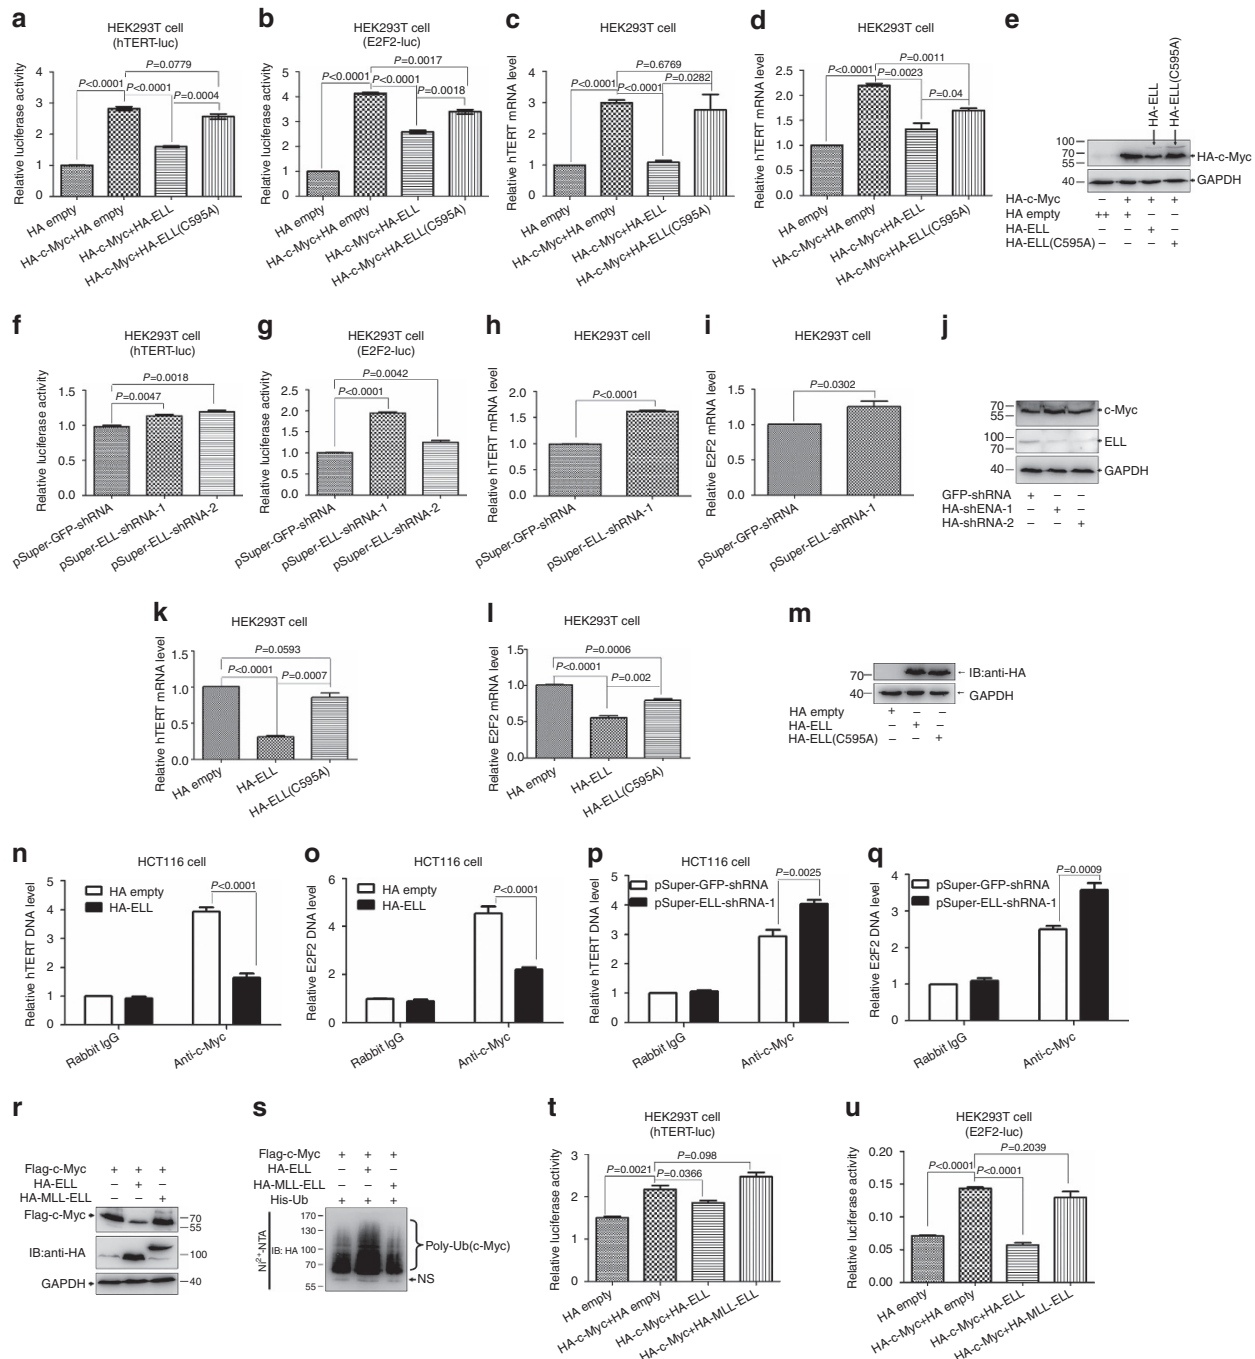 a
HEK293T cell
(hTERT-luc)
P=0.0779
P<0.0001
P<0.0001
P=0.0004
Relative luciferase activity
4
3
2
1
0
HA empty
HA-c-Myc+HA empty
HA-c-Myc+HA-ELL
HA-c-Myc+HA-ELL(C595A)
b
HEK293T cell
(E2F2-luc)
P=0.0017
P<0.0001
P<0.0001
P=0.0018
Relative luciferase activity
5
4
3
2
1
0
HA empty
HA-c-Myc+HA empty
HA-c-Myc+HA-ELL
HA-c-Myc+HA-ELL(C595A)
c
HEK293T cell
P=0.6769
P<0.0001
P<0.0001
P=0.0282
Relative hTERT mRNA level
4
3
2
1
0
HA empty
HA-c-Myc+HA empty
HA-c-Myc+HA-ELL
HA-c-Myc+HA-ELL(C595A)
d
HEK293T cell
P=0.0011
P<0.0001
P=0.0023
P=0.04
Relative hTERT mRNA level
2.5
2.0
1.5
1.0
0.5
0.0
HA empty
HA-c-Myc+HA empty
HA-c-Myc+HA-ELL
HA-c-Myc+HA-ELL(C595A)
e
HA-ELL
HA-ELL(C595A)
100
70
55
HA-c-Myc
40
GAPDH
HA-c-Myc – + + +
HA empty ++ + – –
HA-ELL – – + –
HA-ELL(C595A) – – – +
f
HEK293T cell
(hTERT-luc)
P=0.0018
P=0.0047
Relative luciferase activity
1.5
1.0
0.5
0.0
pSuper-GFP-shRNA
pSuper-ELL-shRNA-1
pSuper-ELL-shRNA-2
g
HEK293T cell
(E2F2-luc)
P=0.0042
P<0.0001
Relative luciferase activity
2.5
2.0
1.5
1.0
0.5
0.0
pSuper-GFP-shRNA
pSuper-ELL-shRNA-1
pSuper-ELL-shRNA-2
h
HEK293T cell
P<0.0001
Relative hTERT mRNA level
2.0
1.5
1.0
0.5
0.0
pSuper-GFP-shRNA
pSuper-ELL-shRNA-1
i
HEK293T cell
P=0.0302
Relative E2F2 mRNA level
1.5
1.0
0.5
0.0
pSuper-GFP-shRNA
pSuper-ELL-shRNA-1
j
70
55
c-Myc
100
70
ELL
40
GAPDH
GFP-shRNA + – –
HA-shENA-1 – + –
HA-shRNA-2 – – +
k
HEK293T cell
P=0.0593
P<0.0001
P=0.0007
Relative hTERT mRNA level
1.5
1.0
0.5
0.0
HA empty
HA-ELL
HA-ELL(C595A)
l
HEK293T cell
P=0.0006
P<0.0001
P=0.002
Relative E2F2 mRNA level
1.5
1.0
0.5
0.0
HA empty
HA-ELL
HA-ELL(C595A)
m
70
IB:anti-HA
40
GAPDH
HA empty + – –
HA-ELL – + –
HA-ELL(C595A) – – +
n
HCT116 cell
HA empty
HA-ELL
P<0.0001
Relative hTERT DNA level
5
4
3
2
1
0
Rabbit IgG
Anti-c-Myc
o
HCT116 cell
HA empty
HA-ELL
P<0.0001
Relative E2F2 DNA level
6
4
2
0
Rabbit IgG
Anti-c-Myc
p
HCT116 cell
pSuper-GFP-shRNA
pSuper-ELL-shRNA-1
P=0.0025
Relative hTERT DNA level
5
4
3
2
1
0
Rabbit IgG
Anti-c-Myc
q
pSuper-GFP-shRNA
pSuper-ELL-shRNA-1
P=0.0009
Relative E2F2 DNA level
4
3
2
1
0
Rabbit IgG
Anti-c-Myc
r
Flag-c-Myc + + +
HA-ELL – + –
HA-MLL-ELL – – +
Flag-c-Myc
70
55
IB:anti-HA
100
GAPDH
40
s
Flag-c-Myc + + +
HA-ELL – + –
HA-MLL-ELL – – +
His-Ub + + +
Ni2+-NTA
IB: HA
170
130
100
70
55
Poly-Ub(c-Myc)
NS
t
HEK293T cell
(hTERT-luc)
P=0.098
P=0.0021
P=0.0366
Relative luciferase activity
3
2
1
0
HA empty
HA-c-Myc+HA empty
HA-c-Myc+HA-ELL
HA-c-Myc+HA-MLL-ELL
u
HEK293T cell
(E2F2-luc)
P=0.2039
P<0.0001
P<0.0001
Relative luciferase activity
0.20
0.15
0.10
0.05
0.00
HA empty
HA-c-Myc+HA empty
HA-c-Myc+HA-ELL
HA-c-Myc+HA-MLL-ELL